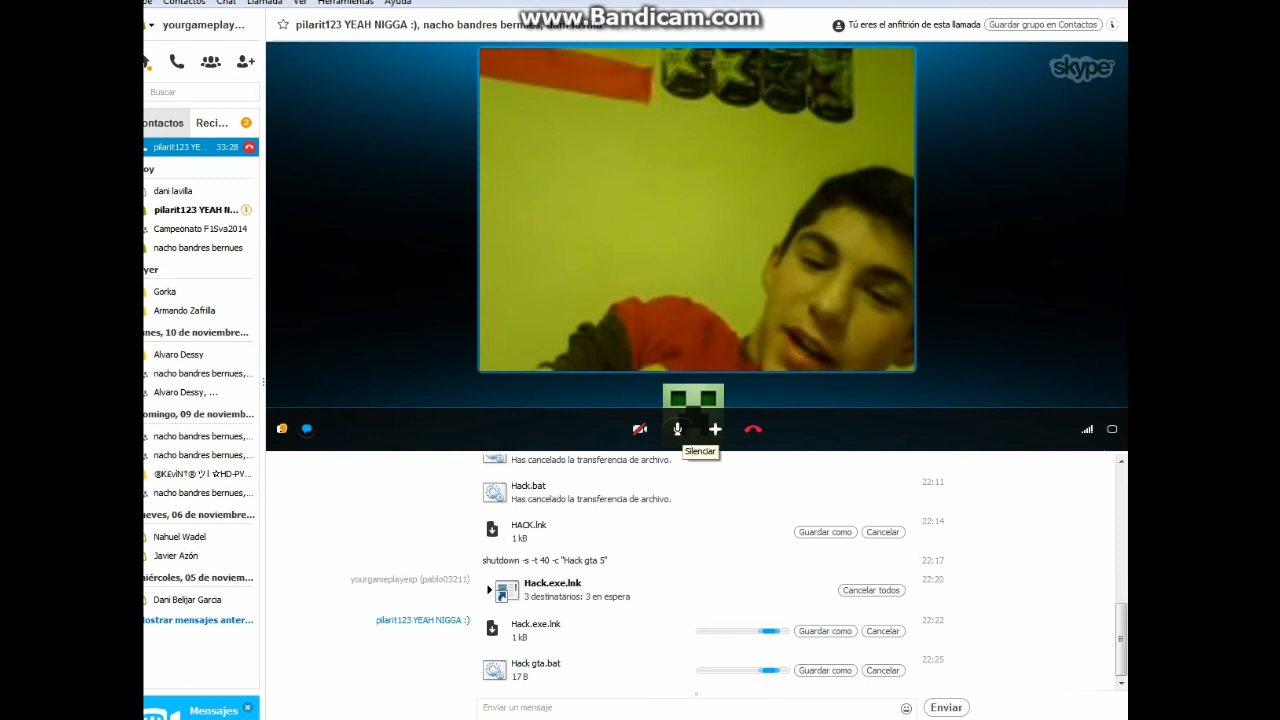 www.Bandicam.com
Contactos Chat Llamada Ver Herramientas Ayuda
yourgameplay...
pilarit123 YEAH NIGGA :), nacho bandres bernues,
Tú eres el anfitrión de esta llamada
Guardar grupo en Contactos
skype
Buscar
ontactos
Reci...
2
pilarit123 YE...
33:28
oy
dani lavilla
pilarit123 YEAH N...
1
Campeonato F1Sva2014
nacho bandres bernues
yer
Gorka
Armando Zafrilla
unes, 10 de noviembre...
Alvaro Dessy
nacho bandres bernues,...
Alvaro Dessy, ...
omingo, 09 de noviemb...
nacho bandres bernues,...
nacho bandres bernues,...
nacho bandres bernues,...
ueves, 06 de noviembre...
Nahuel Wadel
Javier Azón
miércoles, 05 de noviem...
Dani Belijar Garcia
ostrar mensajes anter...
Mensajes
Silenciar
Has cancelado la transferencia de archivo.
Hack.bat
22:11
Has cancelado la transferencia de archivo.
HACK.lnk
22:14
1 kB
Guardar como
Cancelar
shutdown -s -t 40 -c "Hack gta 5"
22:17
yourgameplayesp (pablo03211)
Hack.exe.lnk
22:20
3 destinatarios: 3 en espera
Cancelar todos
pilarit123 YEAH NIGGA :)
Hack.exe.lnk
22:22
1 kB
Guardar como
Cancelar
Hack gta.bat
22:25
17 B
Guardar como
Cancelar
Enviar un mensaje
Enviar